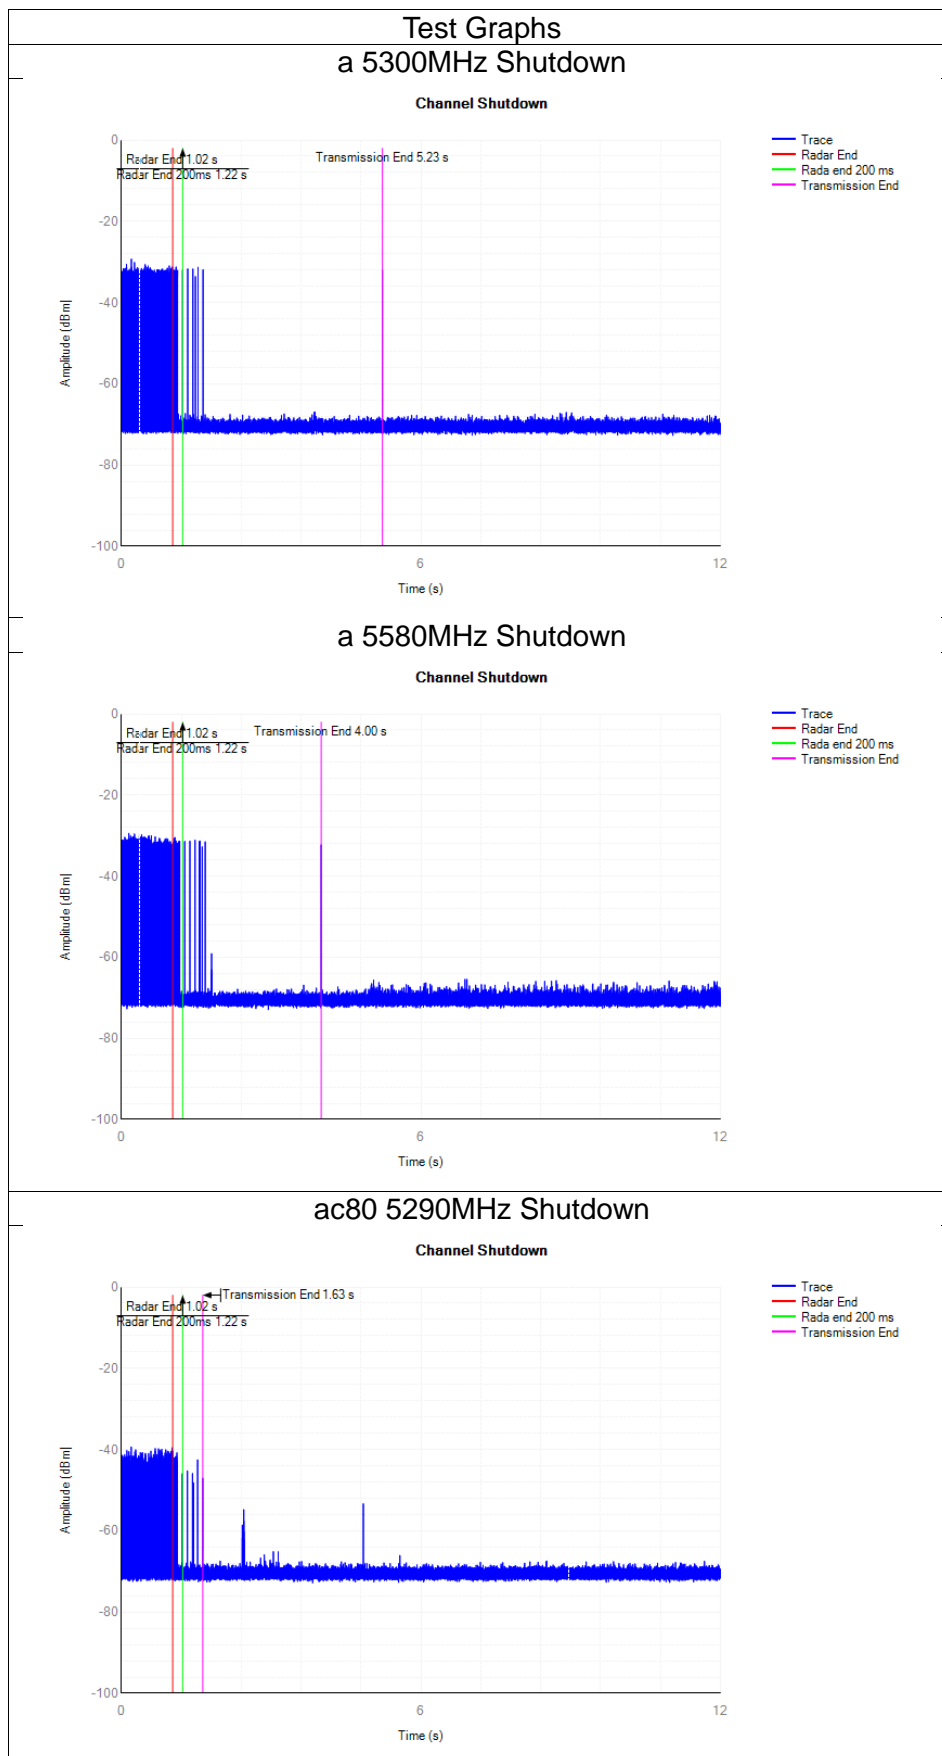 Test Graphs
a 5300MHz Shutdown
Channel Shutdown
Radar End 1.02 s
Radar End 200ms 1.22 s
Transmission End 5.23 s
Trace
Radar End
Rada end 200 ms
Transmission End
0
-20
-40
-60
-80
-100
Amplitude [dBm]
0 6 12
Time (s)
a 5580MHz Shutdown
Channel Shutdown
Radar End 1.02 s
Radar End 200ms 1.22 s
Transmission End 4.00 s
Trace
Radar End
Rada end 200 ms
Transmission End
0
-20
-40
-60
-80
-100
Amplitude [dBm]
0 6 12
Time (s)
ac80 5290MHz Shutdown
Channel Shutdown
Radar End 1.02 s
Radar End 200ms 1.22 s
Transmission End 1.63 s
Trace
Radar End
Rada end 200 ms
Transmission End
0
-20
-40
-60
-80
-100
Amplitude [dBm]
0 6 12
Time (s)